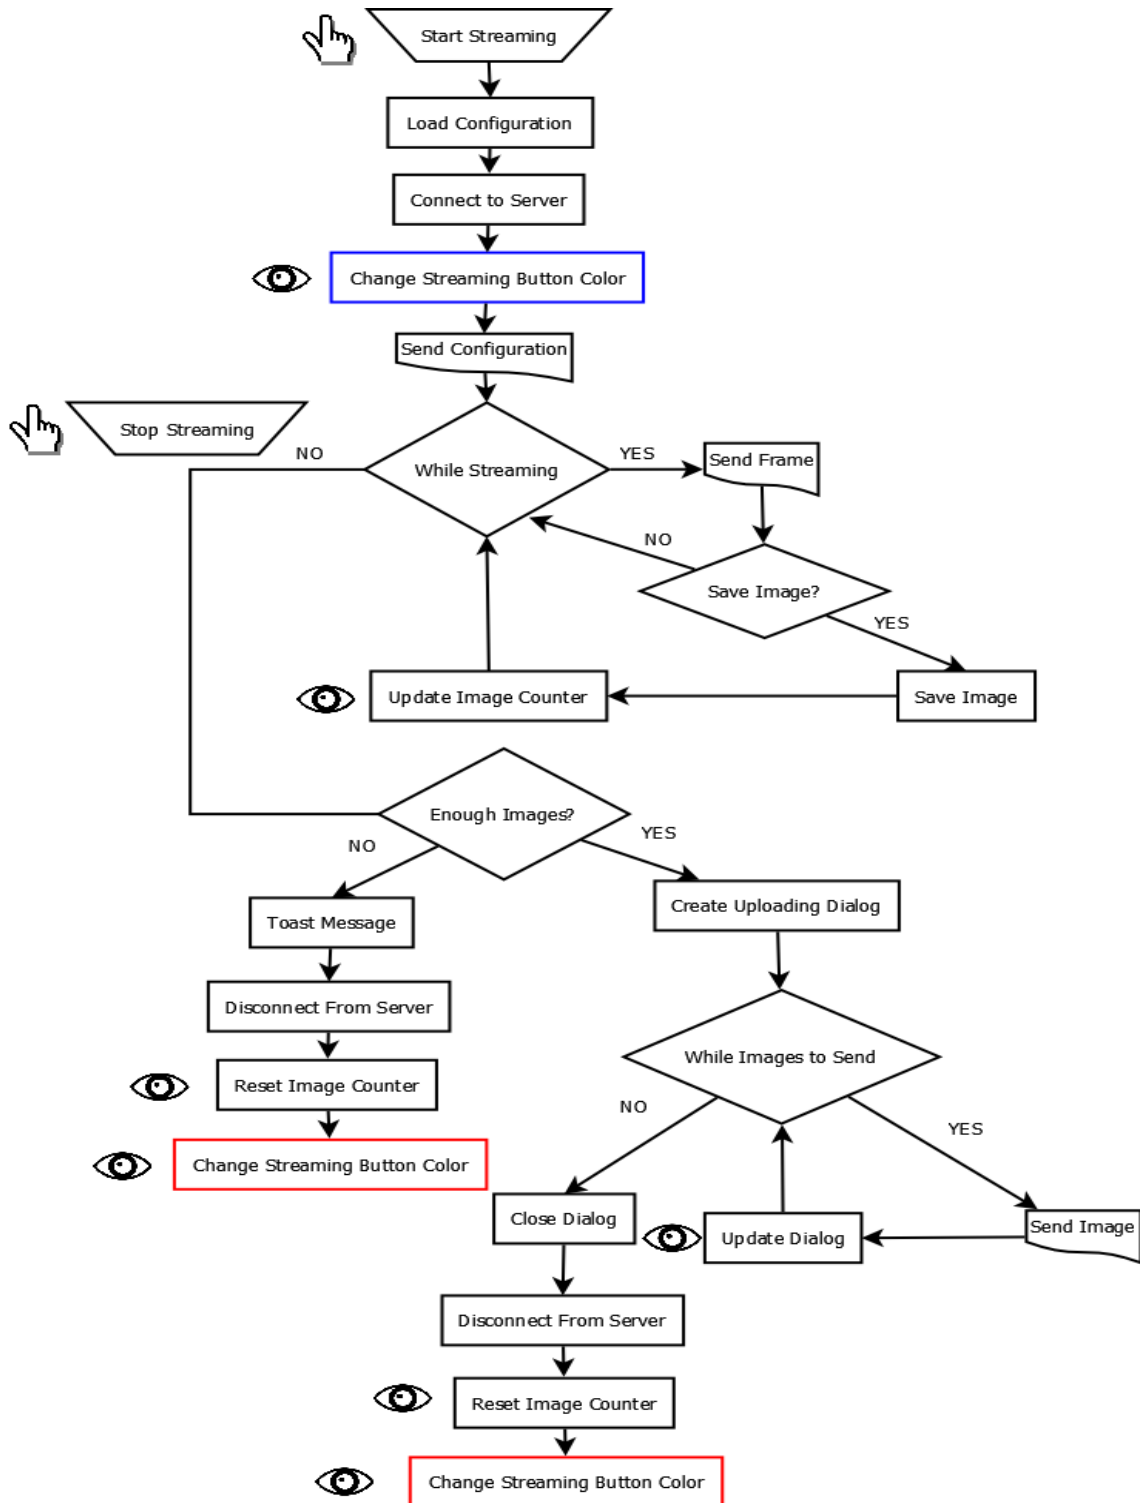 Start Streaming
Load Configuration
Connect to Server
Change Streaming Button Color
Send Configuration
Stop Streaming
NO
While Streaming
YES
Send Frame
NO
Save Image?
YES
Update Image Counter
Save Image
Enough Images?
NO
YES
Toast Message
Create Uploading Dialog
Disconnect From Server
While Images to Send
Reset Image Counter
NO
YES
Change Streaming Button Color
Close Dialog
Update Dialog
Send Image
Disconnect From Server
Reset Image Counter
Change Streaming Button Color